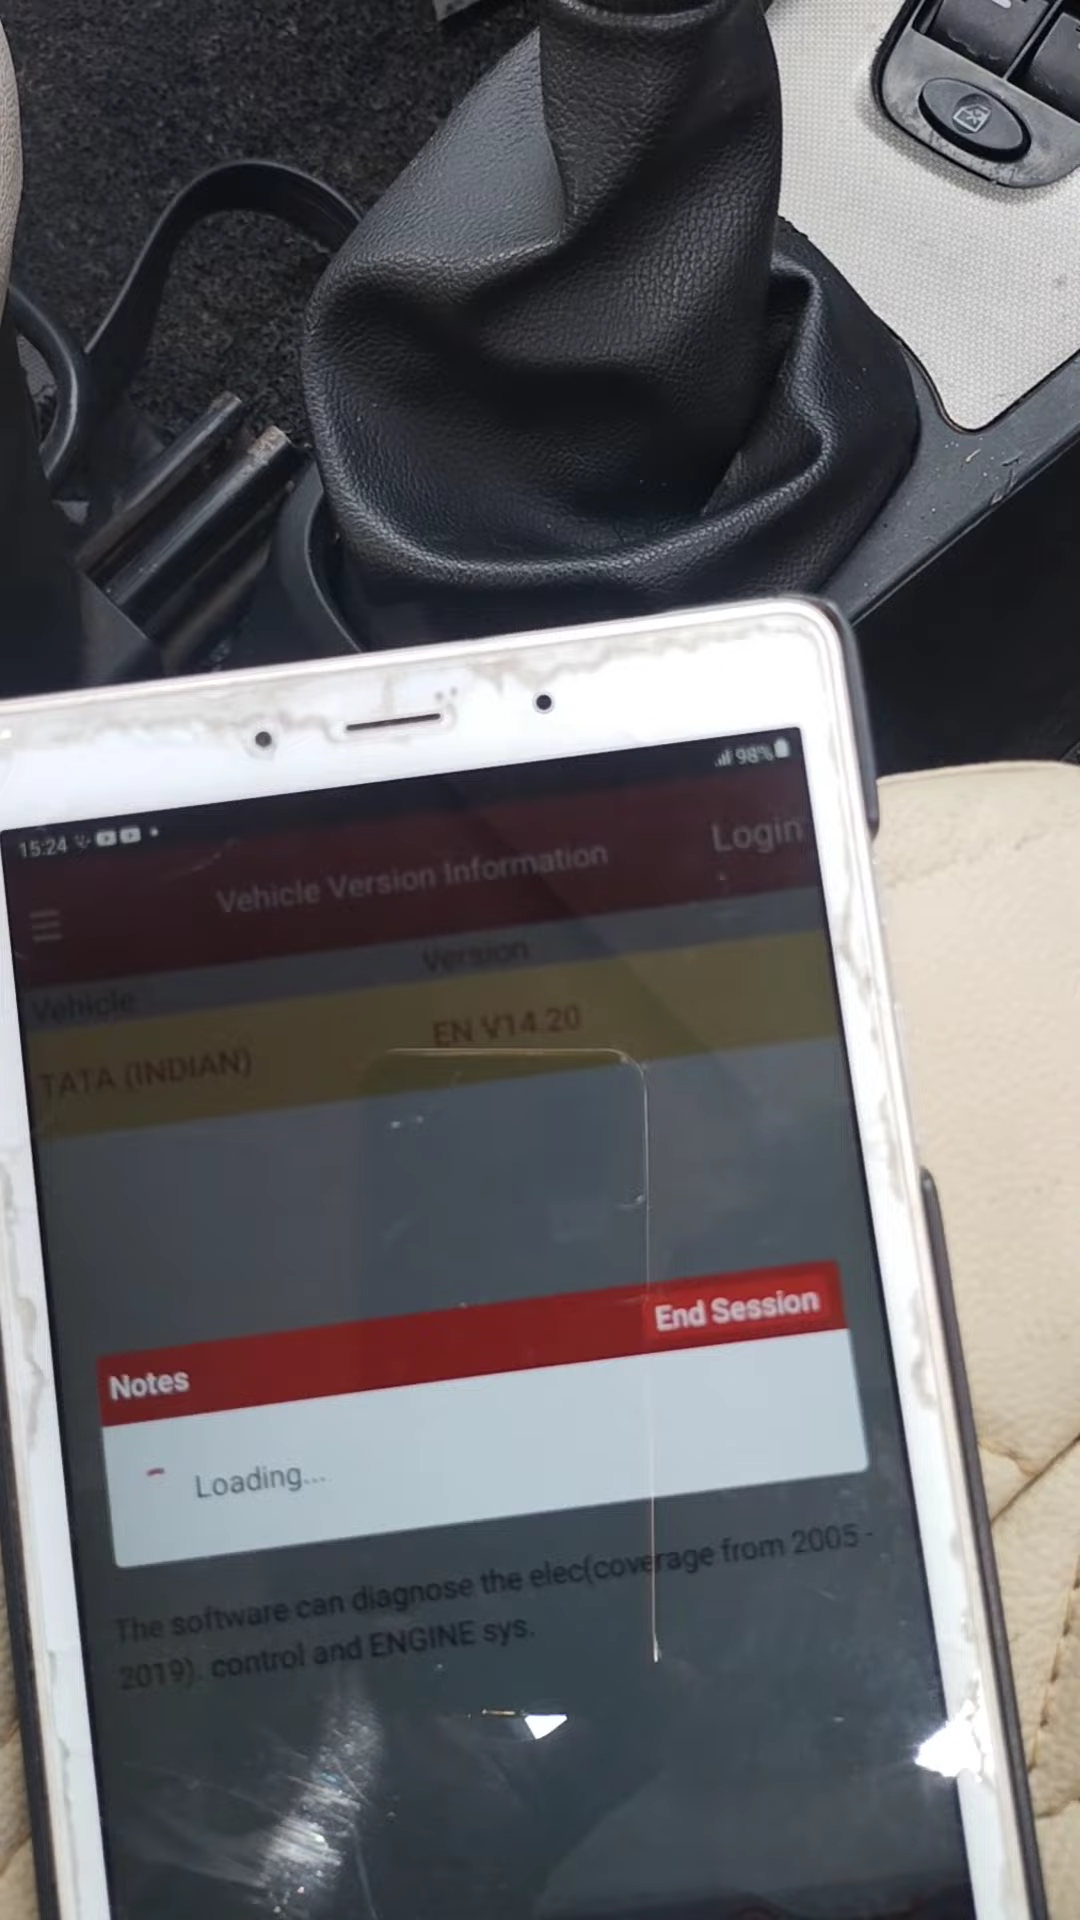 15:24
98%
Vehicle Version Information
Login
Vehicle
Version
TATA (INDIAN)
EN V14.20
Notes
End Session
Loading...
The software can diagnose the elec(coverage from 2005 -
2019). control and ENGINE sys.